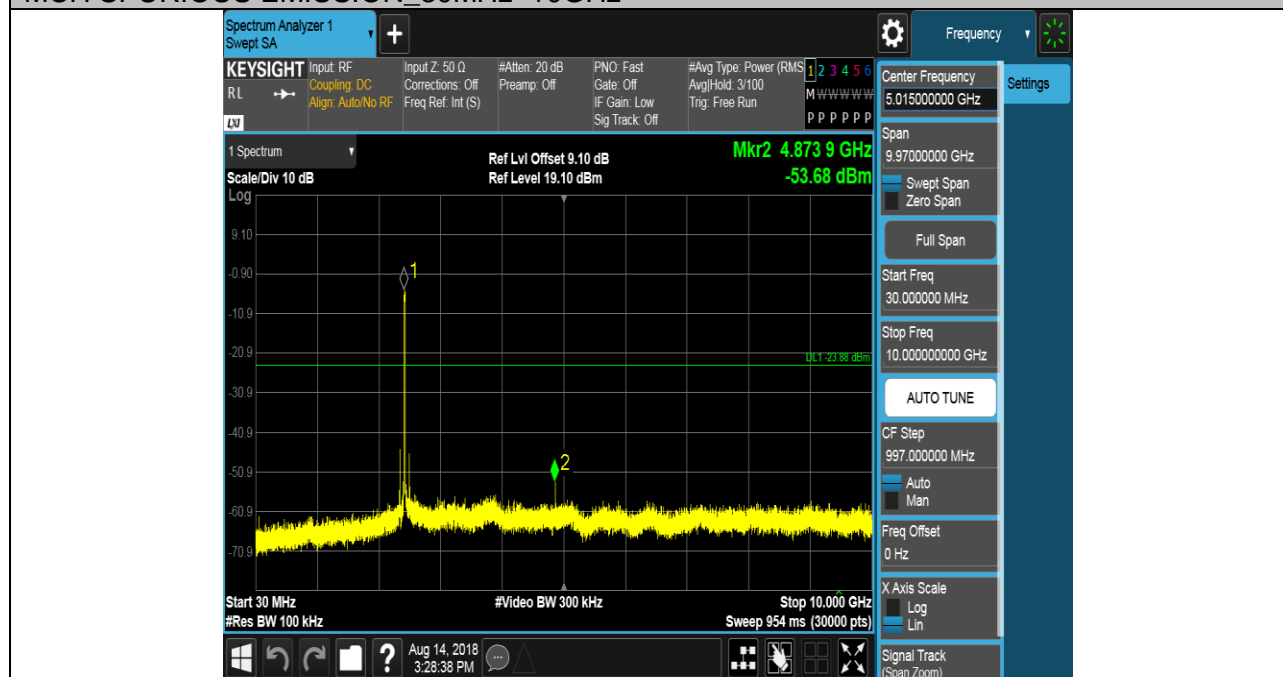 Spectrum Analyzer 1
Swept SA
+
Frequency
KEYSIGHT
RL
LXI
Input: RF
Coupling: DC
Align: Auto/No RF
Input Z: 50 Ω
Corrections: Off
Freq Ref: Int (S)
#Atten: 20 dB
Preamp: Off
PNO: Fast
Gate: Off
IF Gain: Low
Sig Track: Off
#Avg Type: Power (RMS
Avg|Hold: 3/100
Trig: Free Run
1 2 3 4 5 6
M W W W W W
P P P P P P
Center Frequency
5.015000000 GHz
Settings
1 Spectrum
Scale/Div 10 dB
Ref Lvl Offset 9.10 dB
Ref Level 19.10 dBm
Mkr2 4.873 9 GHz
-53.68 dBm
Span
9.97000000 GHz
Swept Span
Zero Span
Full Span
Start Freq
30.000000 MHz
Stop Freq
10.000000000 GHz
AUTO TUNE
CF Step
997.000000 MHz
Auto
Man
Freq Offset
0 Hz
X Axis Scale
Log
Lin
Signal Track
(Span Zoom)
Log
9.10
-0.90
-10.9
-20.9
-30.9
-40.9
-50.9
-60.9
-70.9
1
2
DL1 -23.88 dBm
Start 30 MHz
#Res BW 100 kHz
#Video BW 300 kHz
Stop 10.000 GHz
Sweep 954 ms (30000 pts)
?
Aug 14, 2018
3:28:38 PM